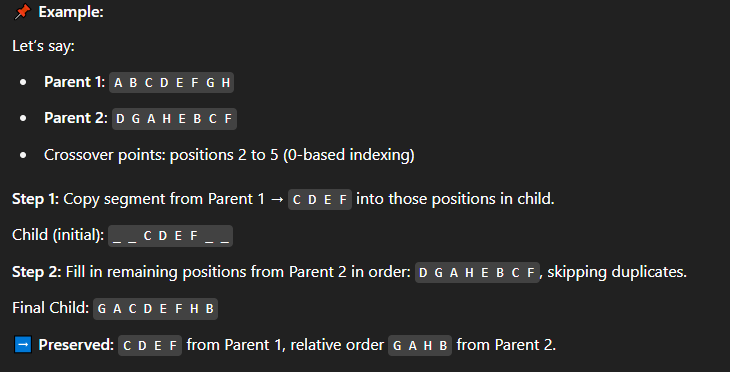 📌 Example:
Let's say:
• Parent 1: A B C D E F G H
• Parent 2: D G A H E B C F
• Crossover points: positions 2 to 5 (0-based indexing)
Step 1: Copy segment from Parent 1 → C D E F into those positions in child.
Child (initial): _ _ C D E F _ _
Step 2: Fill in remaining positions from Parent 2 in order: D G A H E B C F, skipping duplicates.
Final Child: G A C D E F H B
➡️ Preserved: C D E F from Parent 1, relative order G A H B from Parent 2.